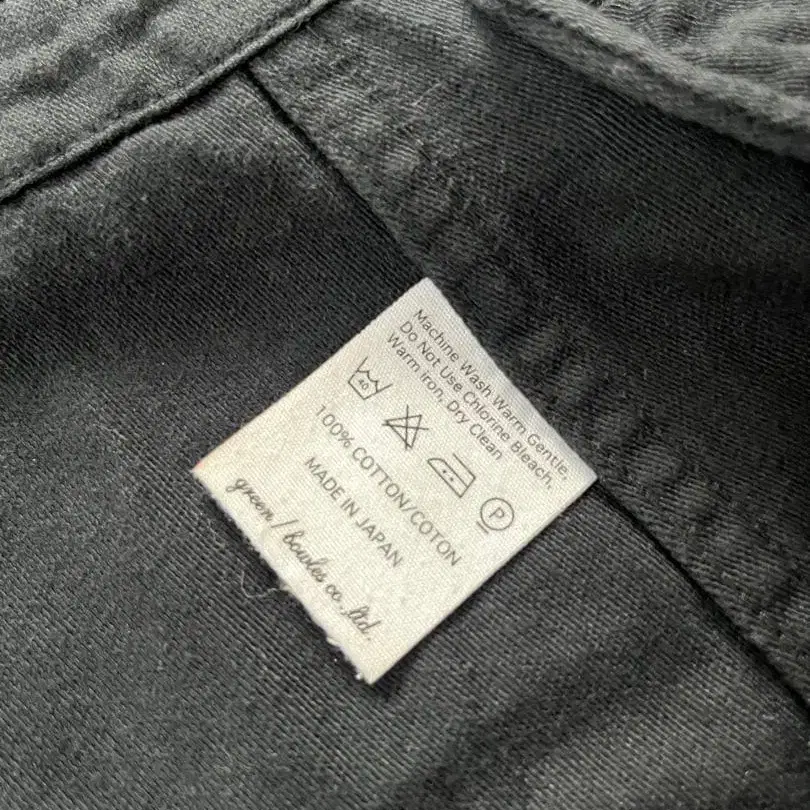 Machine Wash Warm Gentle,
Do Not Use Chlorine Bleach,
Warm iron, Dry Clean
40
P
100% COTTON/COTON
MADE IN JAPAN
green/bowles co.,ltd.